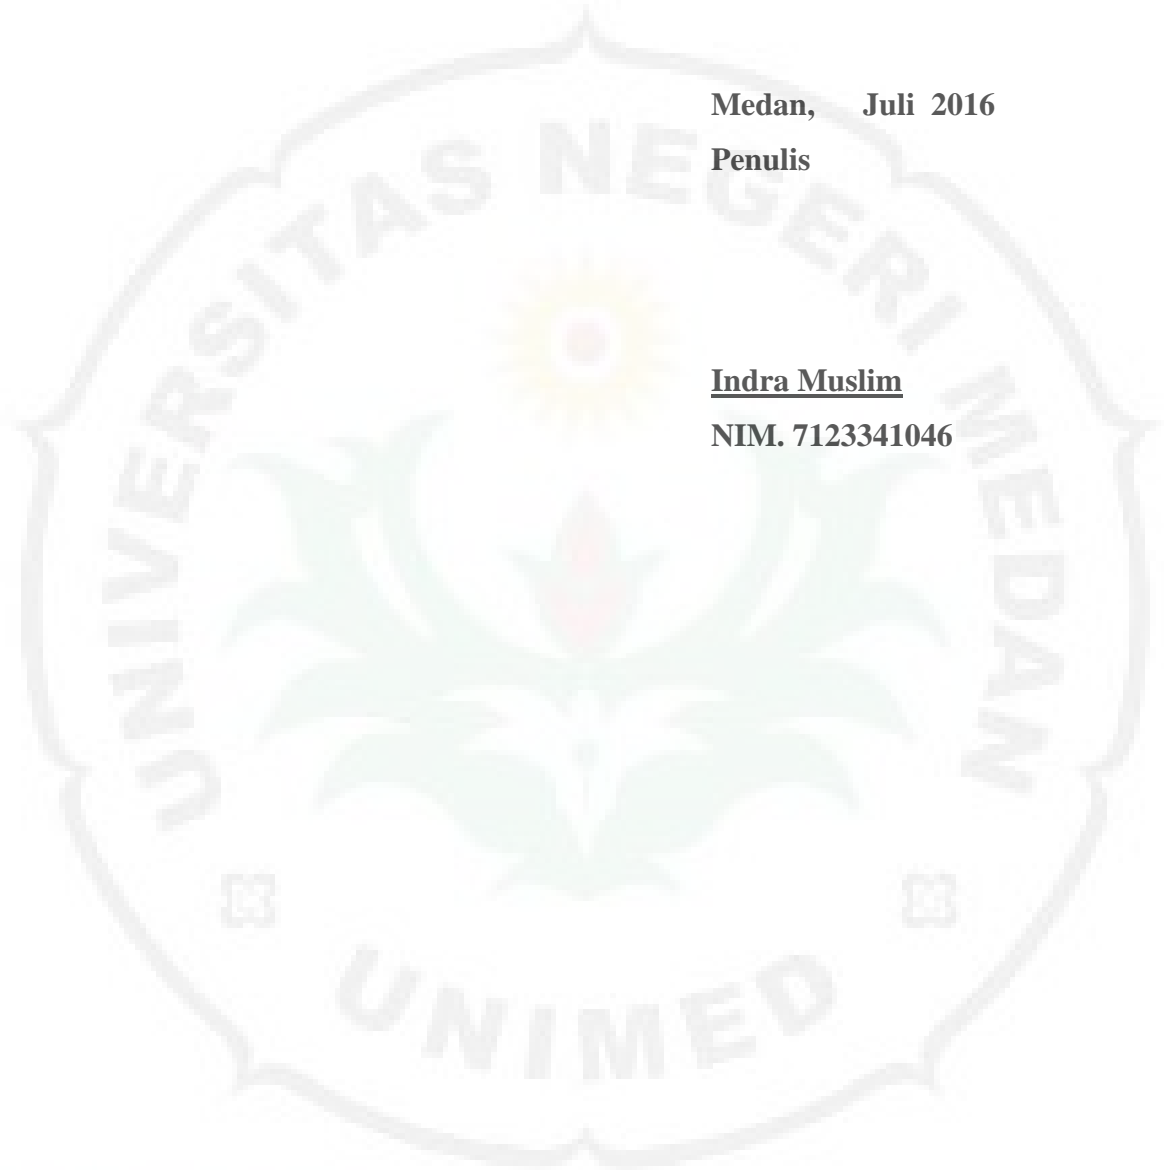 Medan, Juli 2016
Penulis
Indra Muslim
NIM. 7123341046
UNIVERSITAS NEGERI MEDAN
UNIMED